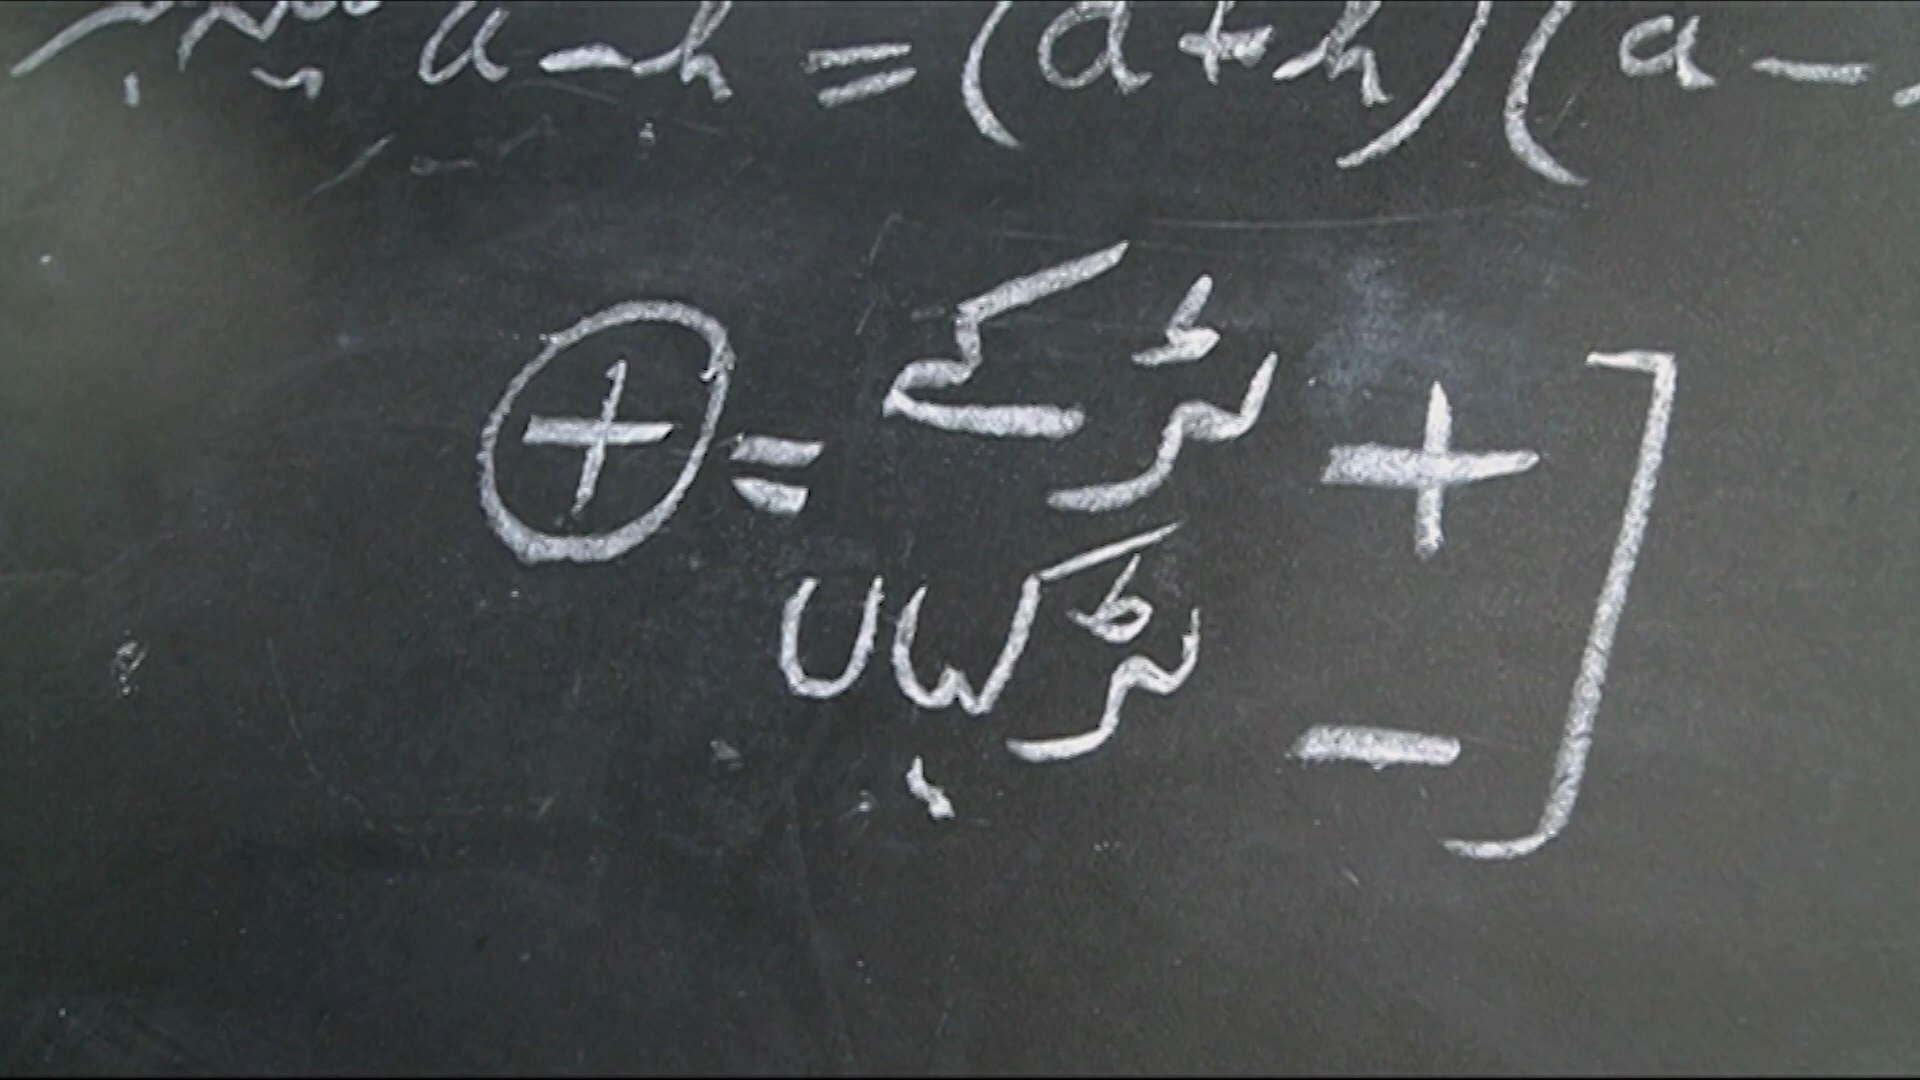 a - h = (a + h)(a -
+ لڑکے = +
- لڑکیاں